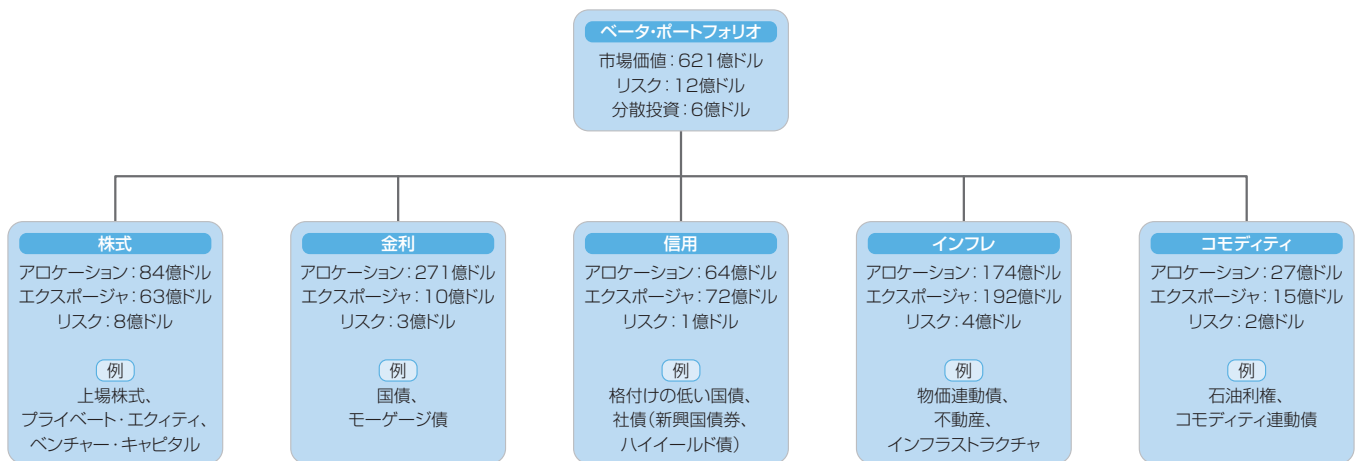 ベータ・ポートフォリオ
市場価値：621億ドル
リスク：12億ドル
分散投資：6億ドル
株式
アロケーション：84億ドル
エクスポージャ：63億ドル
リスク：8億ドル
例
上場株式、
プライベート・エクィティ、
ベンチャー・キャピタル
金利
アロケーション：271億ドル
エクスポージャ：10億ドル
リスク：3億ドル
例
国債、
モーゲージ債
信用
アロケーション：64億ドル
エクスポージャ：72億ドル
リスク：1億ドル
例
格付けの低い国債、
社債（新興国債券、
ハイイールド債）
インフレ
アロケーション：174億ドル
エクスポージャ：192億ドル
リスク：4億ドル
例
物価連動債、
不動産、
インフラストラクチャ
コモディティ
アロケーション：27億ドル
エクスポージャ：15億ドル
リスク：2億ドル
例
石油利権、
コモディティ連動債